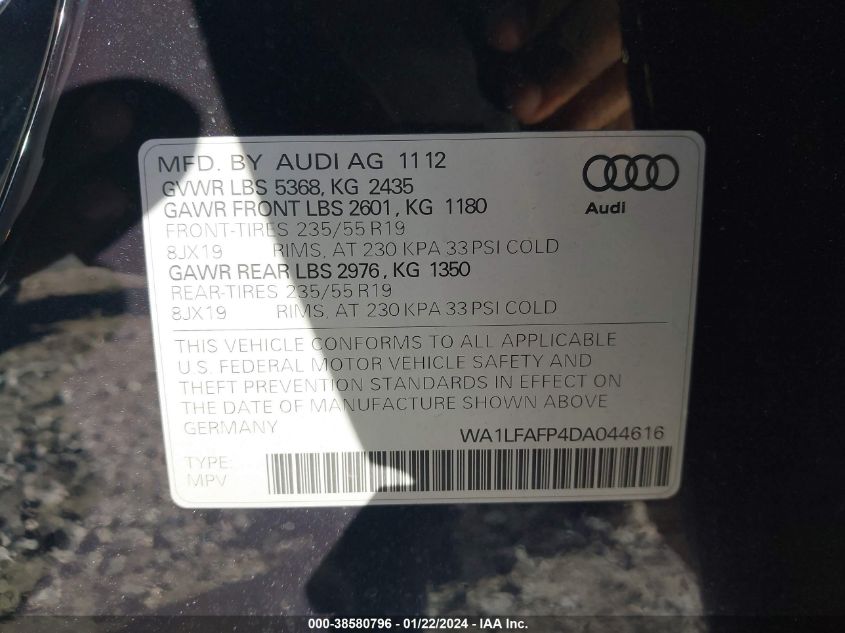 MFD. BY AUDI AG 11 12
GVWR LBS 5368, KG 2435
GAWR FRONT LBS 2601, KG 1180
FRONT-TIRES 235/55 R19
8JX19 RIMS, AT 230 KPA 33 PSI COLD
GAWR REAR LBS 2976, KG 1350
REAR-TIRES 235/55 R19
8JX19 RIMS, AT 230 KPA 33 PSI COLD
Audi
THIS VEHICLE CONFORMS TO ALL APPLICABLE
U.S. FEDERAL MOTOR VEHICLE SAFETY AND
THEFT PREVENTION STANDARDS IN EFFECT ON
THE DATE OF MANUFACTURE SHOWN ABOVE
GERMANY
WA1LFAFP4DA044616
TYPE:
MPV
000-38580796 - 01/22/2024 - IAA Inc.